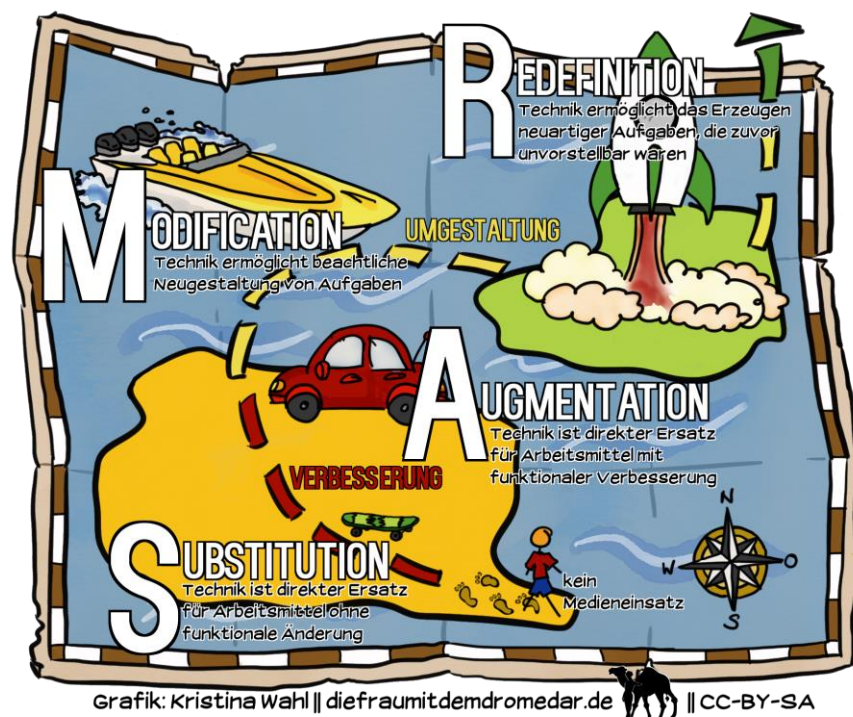 REDEFINITION
Technik ermöglicht das Erzeugen
neuartiger Aufgaben, die zuvor
unvorstellbar waren
MODIFICATION
Technik ermöglicht beachtliche
Neugestaltung von Aufgaben
UMGESTALTUNG
AUGMENTATION
Technik ist direkter Ersatz
für Arbeitsmittel mit
funktionaler Verbesserung
VERBESSERUNG
SUBSTITUTION
Technik ist direkter Ersatz
für Arbeitsmittel ohne
funktionale Änderung
kein
Medieneinsatz
N
W
O
S
Grafik: Kristina Wahl || diefraumitdemdromedar.de || CC-BY-SA